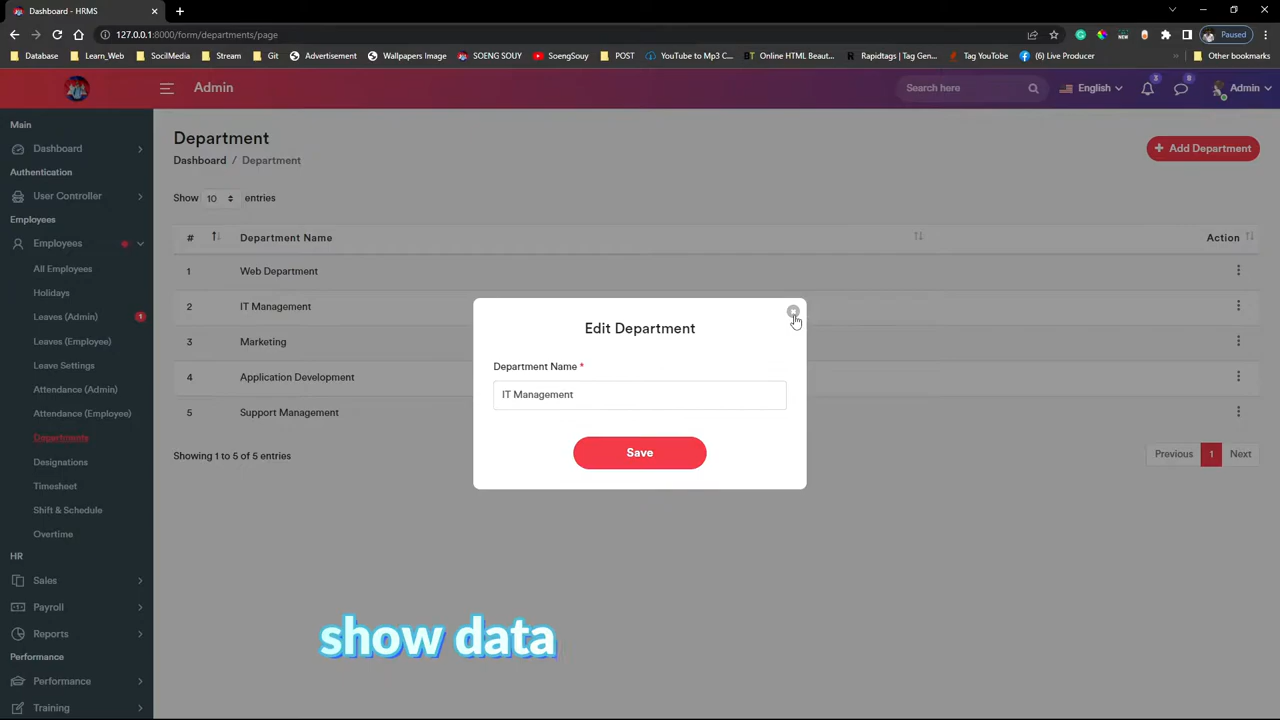 Dashboard - HRMS
127.0.0.1:8000/form/departments/page
Paused
Database
Learn_Web
SocilMedia
Stream
Git
Advertisement
Wallpapers Image
SOENG SOUY
SoengSouy
POST
YouTube to Mp3 C...
Online HTML Beaut...
Rapidtags | Tag Gen...
Tag YouTube
(2) Facebook
Other bookmarks
Admin
Search here
English
3
8
Admin
Main
Dashboard
Authentication
User Controller
Employees
Employees
All Employees
Holidays
Leaves (Admin) 1
Leaves (Employee)
Leave Settings
Attendance (Admin)
Attendance (Employee)
Departments
Designations
Timesheet
Shift & Schedule
Overtime
HR
Sales
Payroll
Reports
Performance
Performance
Training
Department
Dashboard / Department
+ Add Department
Show 10 entries
# Department Name Action
1 Web Department
2 IT Management
3 Marketing
4 Application Development
5 Support Management
Showing 1 to 5 of 5 entries
Previous 1 Next
Edit Department
Department Name *
IT Management
Save
show data